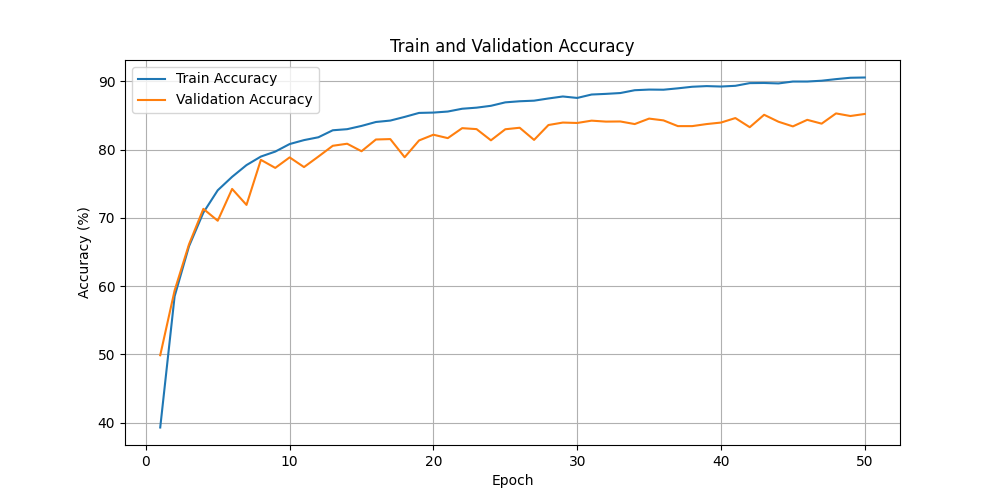 Train and Validation Accuracy
Train Accuracy
Validation Accuracy
Accuracy (%)
90
80
70
60
50
40
0 10 20 30 40 50
Epoch